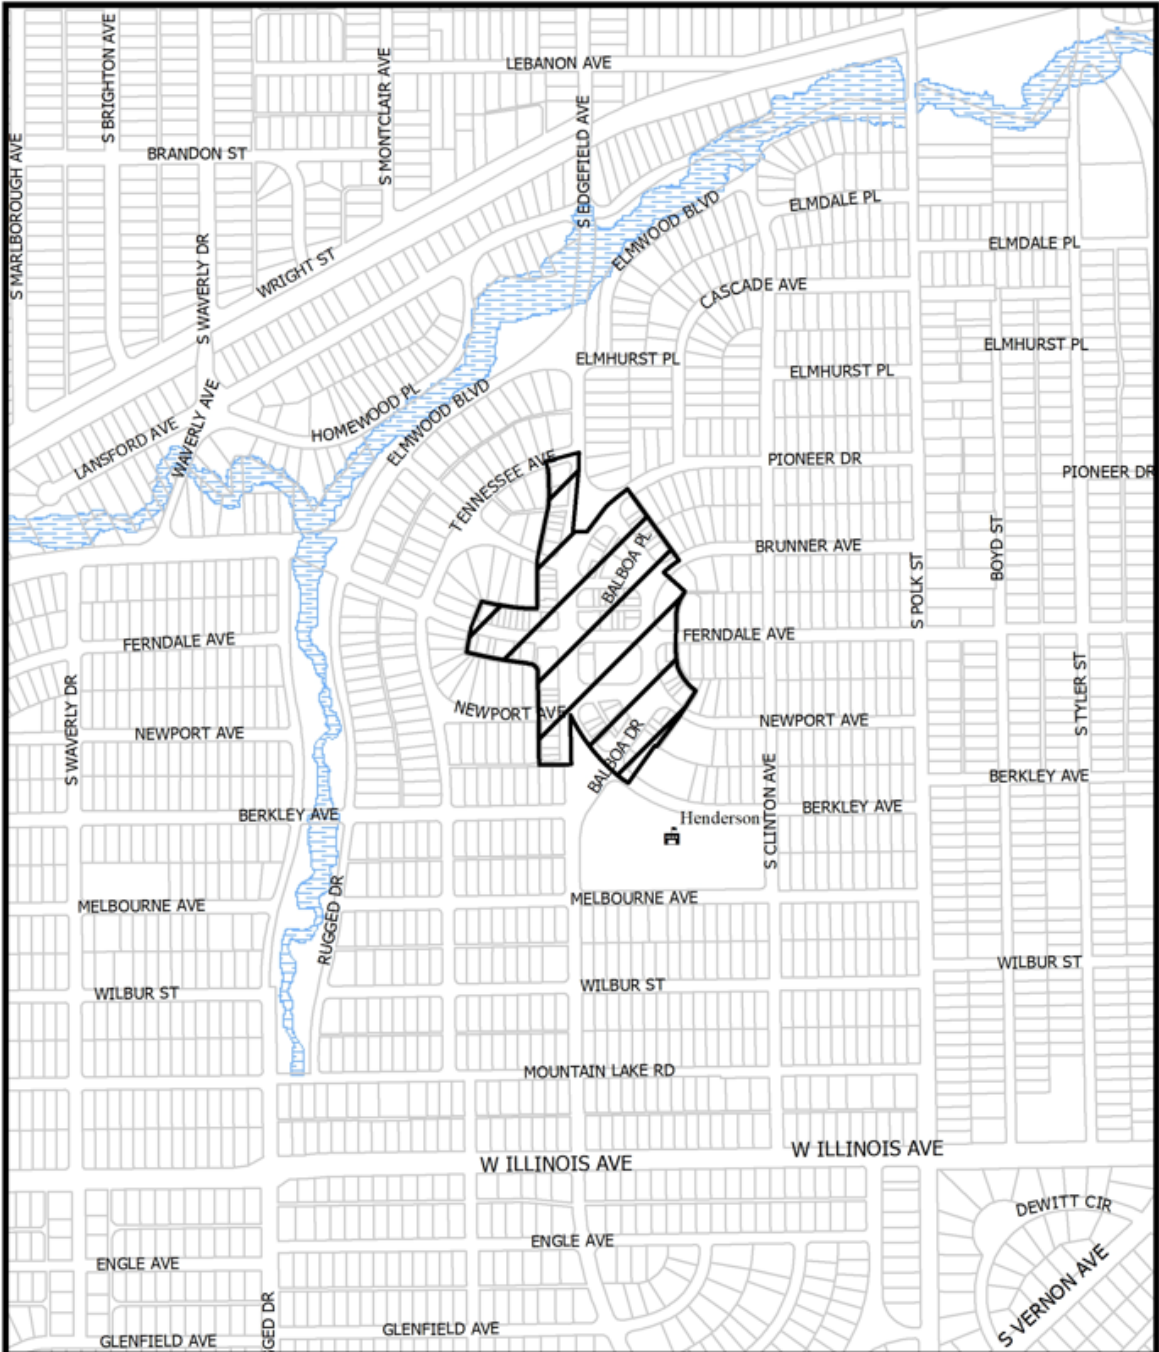 LEBANON AVE
S BRIGHTON AVE
S MONTCLAIR AVE
S EDGEFIELD AVE
BRANDON ST
S MARLBOROUGH AVE
ELMDALE PL
ELMWOOD BLVD
ELMDALE PL
S WAVERLY DR
WRIGHT ST
CASCADE AVE
ELMHURST PL
ELMHURST PL
ELMHURST PL
HOMEWOOD PL
ELMWOOD BLVD
WAVERLY AVE
LANSFORD AVE
TENNESSEE AVE
PIONEER DR
PIONEER DR
BRUNNER AVE
BOYD ST
BALBOA PL
S POLK ST
FERNDALE AVE
FERNDALE AVE
S TYLER ST
S WAVERLY DR
NEWPORT AVE
NEWPORT AVE
NEWPORT AVE
BALBOA DR
BERKLEY AVE
S CLINTON AVE
BERKLEY AVE
BERKLEY AVE
Henderson
MELBOURNE AVE
MELBOURNE AVE
RUGGED DR
WILBUR ST
WILBUR ST
WILBUR ST
MOUNTAIN LAKE RD
W ILLINOIS AVE
W ILLINOIS AVE
DEWITT CIR
ENGLE AVE
ENGLE AVE
S VERNON AVE
GED DR
GLENFIELD AVE
GLENFIELD AVE